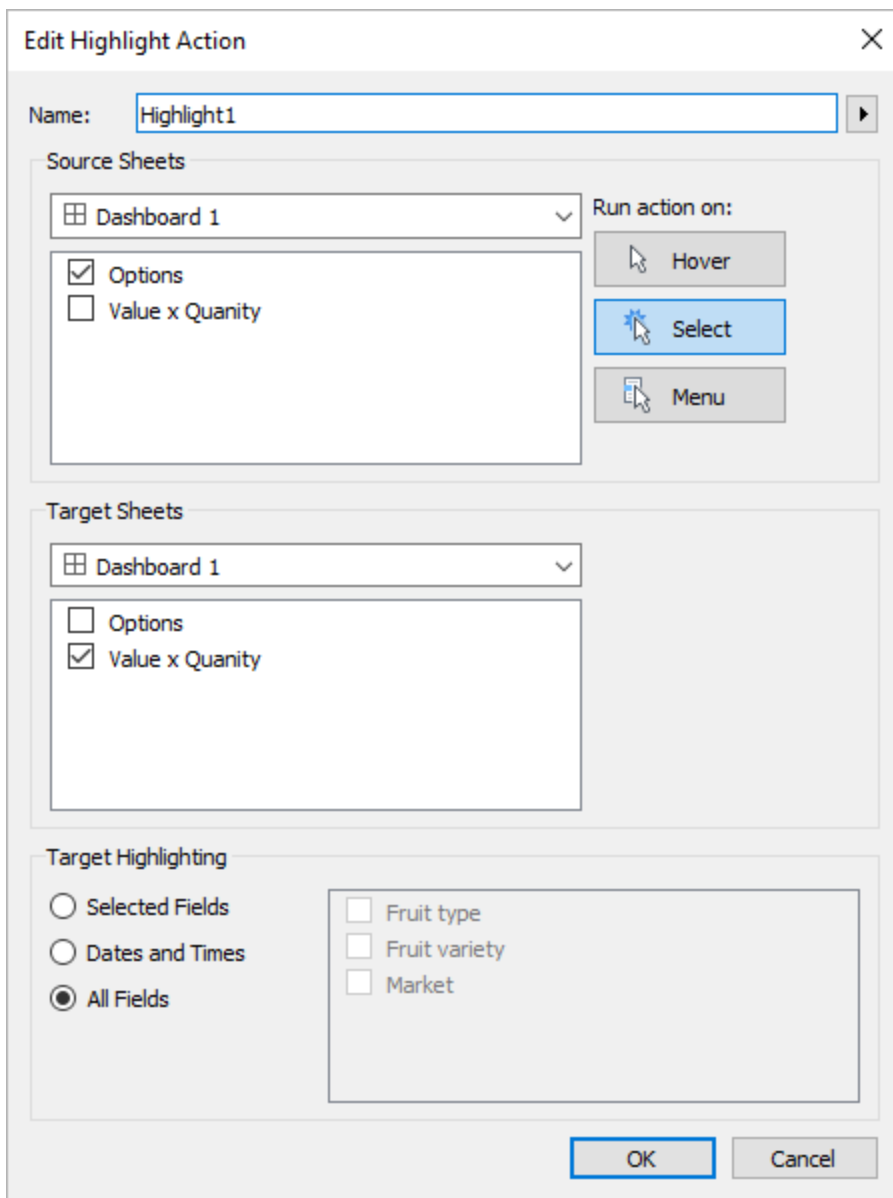 Edit Highlight Action
Name: Highlight1
Source Sheets
Dashboard 1
Run action on:
Options
Value x Quanity
Hover
Select
Menu
Target Sheets
Dashboard 1
Options
Value x Quanity
Target Highlighting
Selected Fields
Dates and Times
All Fields
Fruit type
Fruit variety
Market
OK
Cancel